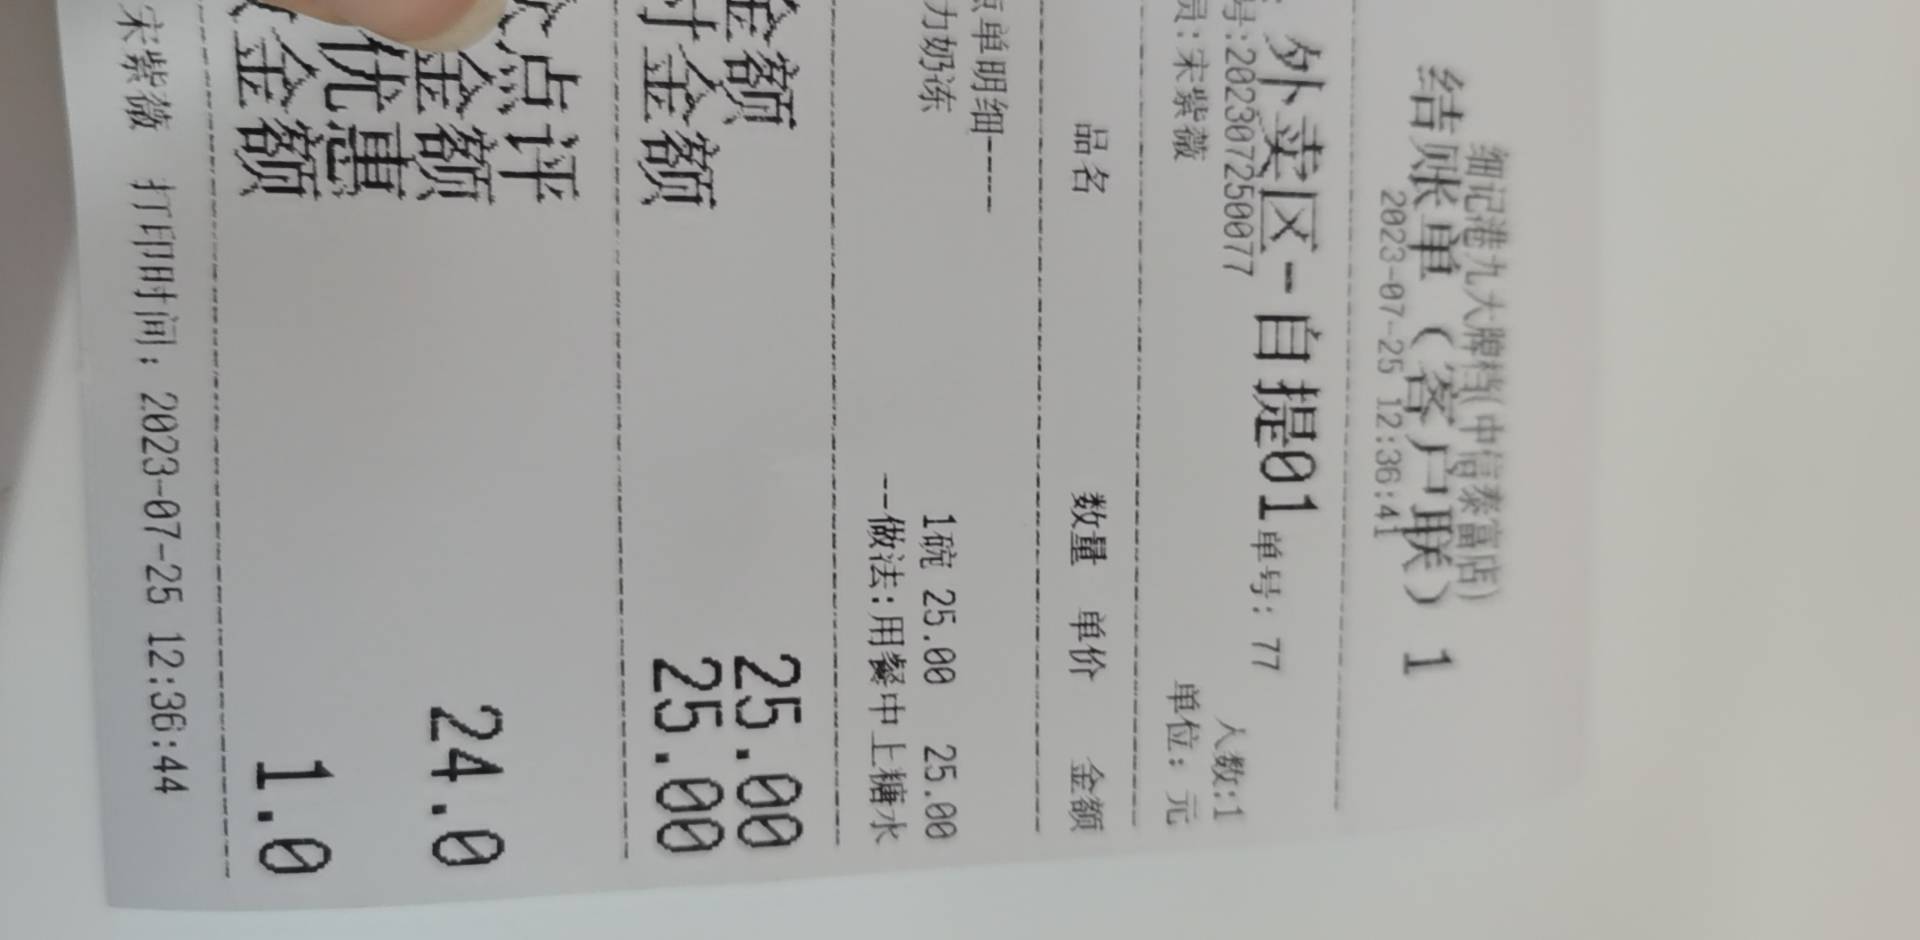 细记港九大牌档(中信泰富店)
结账单（客户联）1
2023-07-25 12:36:41
外卖区-自提01单号：77
号:202307250077 人数:1
员:宋紫薇 单位：元
品名 数量 单价 金额
单明细----
力奶冻 1碗 25.00 25.00
--做法:用餐中上糖水
金额 25.00
付金额 25.00
点评
金额 24.0
优惠
金额 1.0
宋紫薇 打印时间：2023-07-25 12:36:44